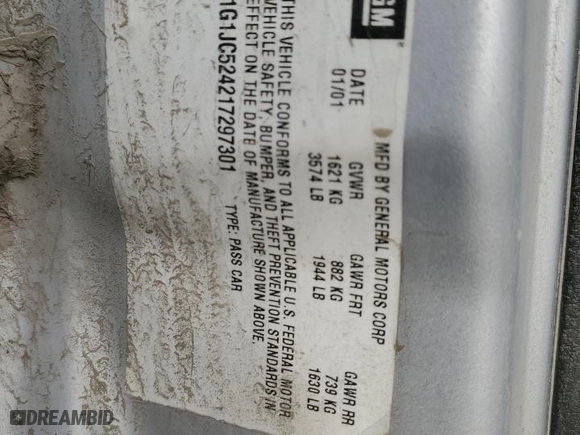 GM
MFD BY GENERAL MOTORS CORP
DATE GVWR GAWR FRT GAWR RR
01/01 1621 KG 882 KG 739 KG
3574 LB 1944 LB 1630 LB
THIS VEHICLE CONFORMS TO ALL APPLICABLE U.S. FEDERAL MOTOR
VEHICLE SAFETY, BUMPER, AND THEFT PREVENTION STANDARDS IN
EFFECT ON THE DATE OF MANUFACTURE SHOWN ABOVE.
1G1JC524217297301 TYPE: PASS CAR
DREAMBID